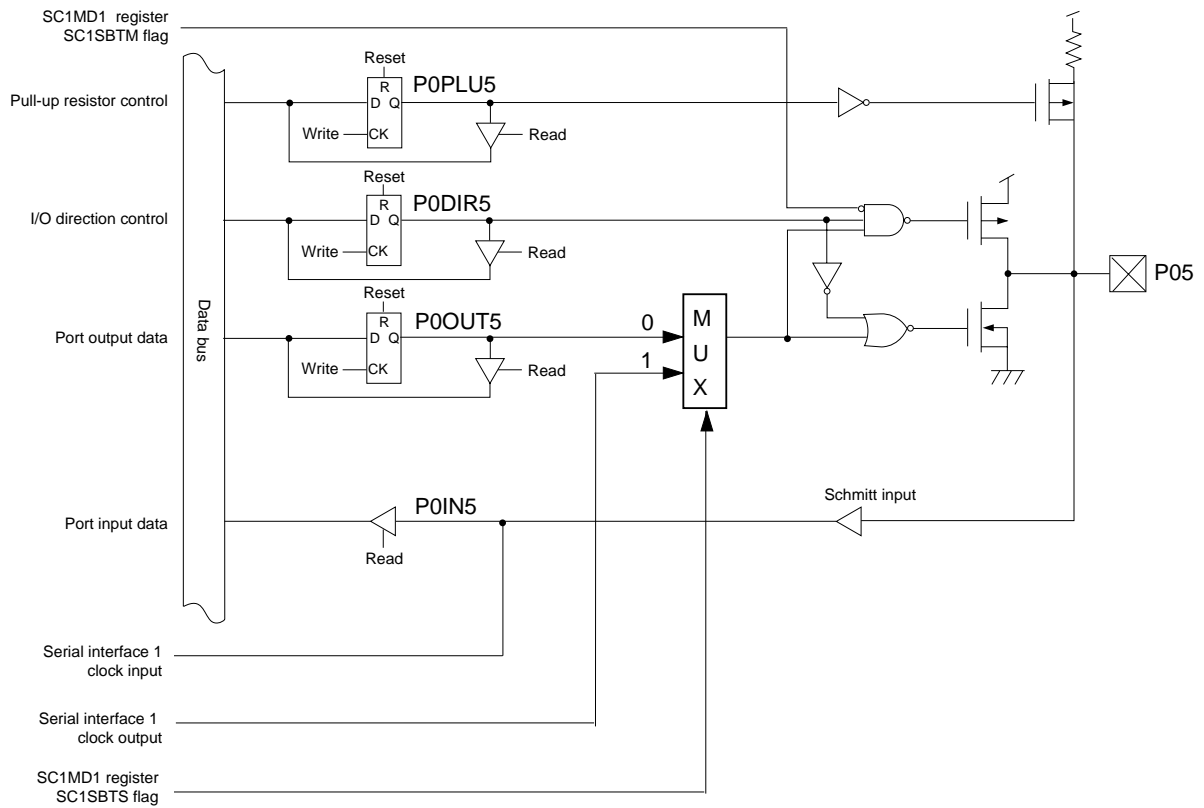 SC1MD1 register
SC1SBTM flag
Reset
P0PLU5
R
Pull-up resistor control
D Q
Write
CK
Read
Reset
P0DIR5
R
I/O direction control
D Q
Write
CK
Read
P05
Reset
P0OUT5
R
Data bus
Port output data
D Q
Write
CK
Read
0
1
M
U
X
Schmitt input
P0IN5
Port input data
Read
Serial interface 1
clock input
Serial interface 1
clock output
SC1MD1 register
SC1SBTS flag